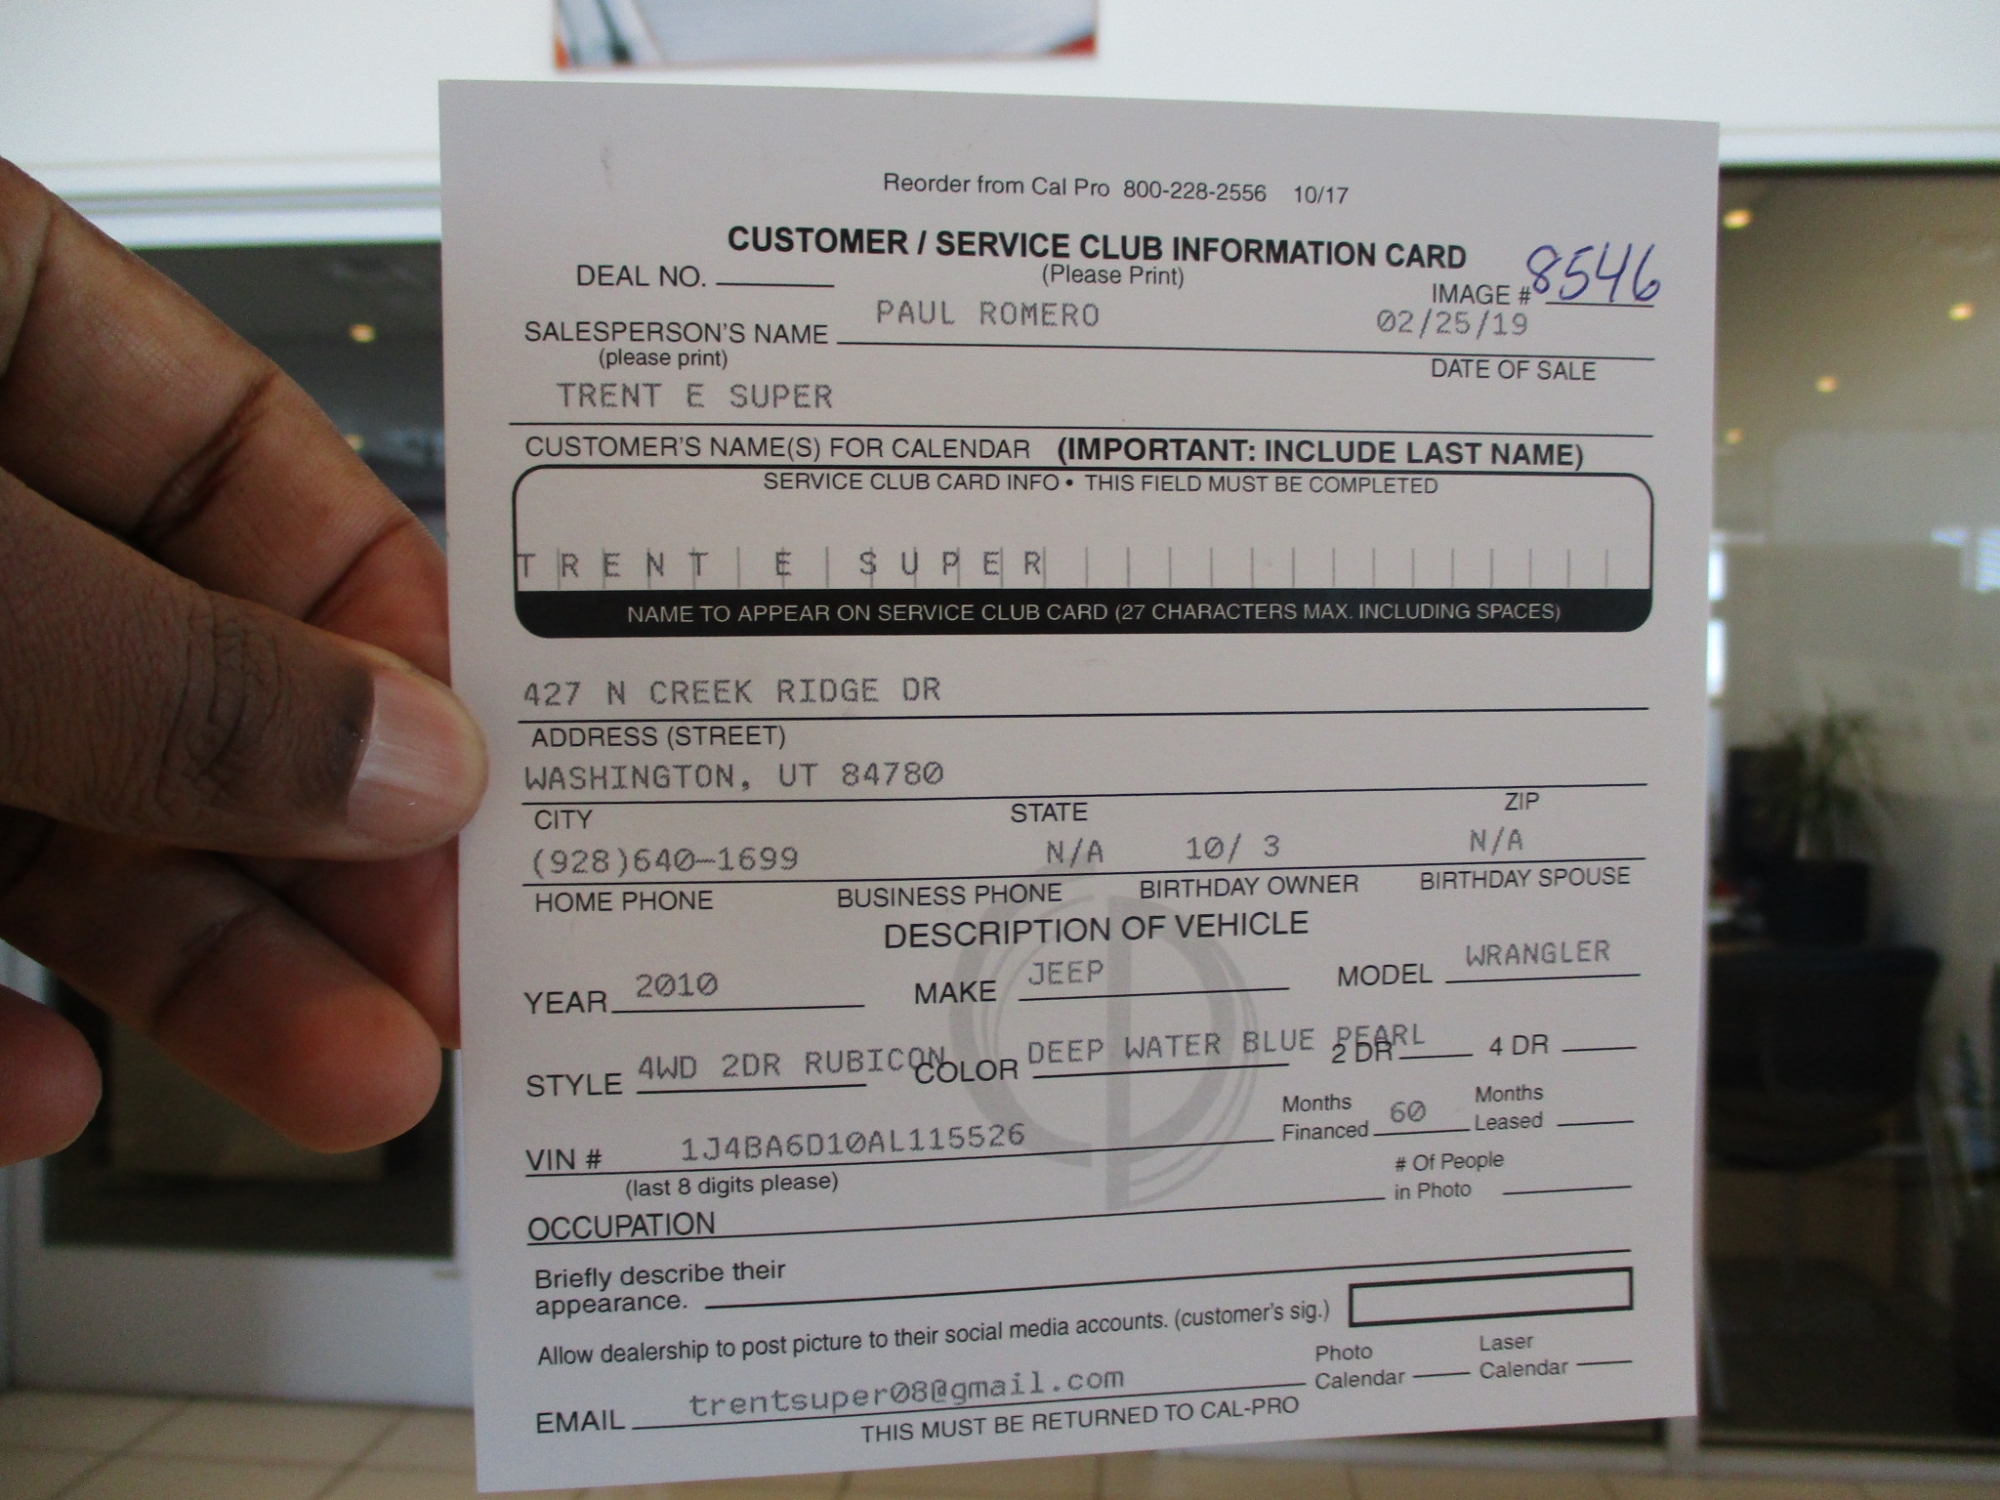 Reorder from Cal Pro 800-228-2556 10/17
CUSTOMER / SERVICE CLUB INFORMATION CARD
(Please Print)
DEAL NO.
IMAGE # 8546
PAUL ROMERO 02/25/19
SALESPERSON'S NAME
(please print) DATE OF SALE
TRENT E SUPER
CUSTOMER'S NAME(S) FOR CALENDAR (IMPORTANT: INCLUDE LAST NAME)
SERVICE CLUB CARD INFO • THIS FIELD MUST BE COMPLETED
TRENT E SUPER
NAME TO APPEAR ON SERVICE CLUB CARD (27 CHARACTERS MAX. INCLUDING SPACES)
427 N CREEK RIDGE DR
ADDRESS (STREET)
WASHINGTON, UT 84780
CITY STATE ZIP
(928)640-1699 N/A 10/ 3 N/A
HOME PHONE BUSINESS PHONE BIRTHDAY OWNER BIRTHDAY SPOUSE
DESCRIPTION OF VEHICLE
YEAR 2010 MAKE JEEP MODEL WRANGLER
STYLE 4WD 2DR RUBICON COLOR DEEP WATER BLUE PEARL 2 DR 4 DR
VIN # 1J4BA6D10AL115526 Months Financed 60 Months Leased
(last 8 digits please) # Of People in Photo
OCCUPATION
Briefly describe their
appearance.
Allow dealership to post picture to their social media accounts. (customer's sig.)
EMAIL trentsuper08@gmail.com Photo Calendar Laser Calendar
THIS MUST BE RETURNED TO CAL-PRO